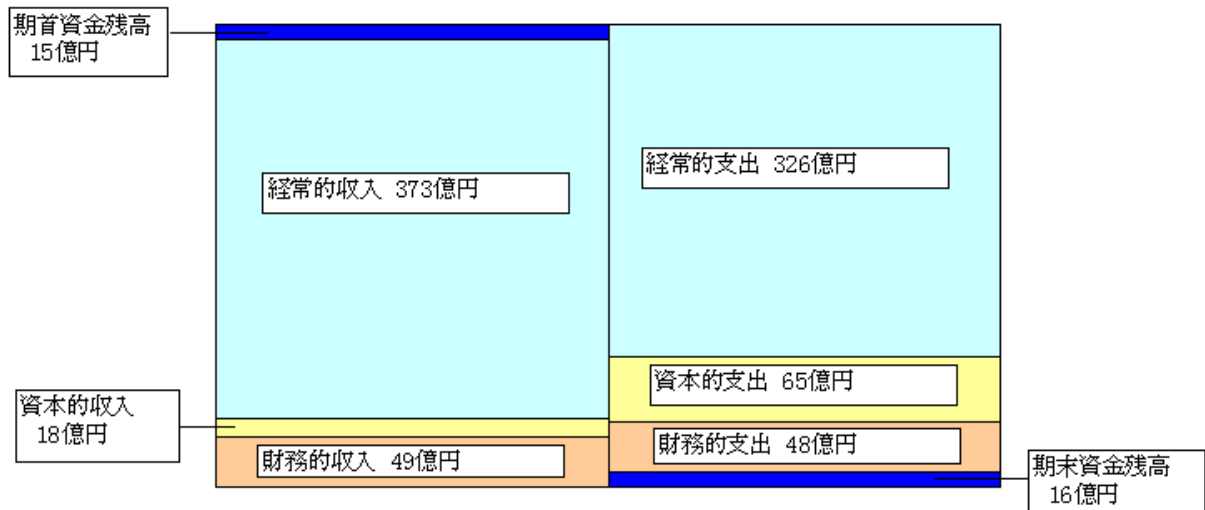 期首資金残高
15億円
経常的収入 373億円
経常的支出 326億円
資本的支出 65億円
資本的収入
18億円
財務的収入 49億円
財務的支出 48億円
期末資金残高
16億円